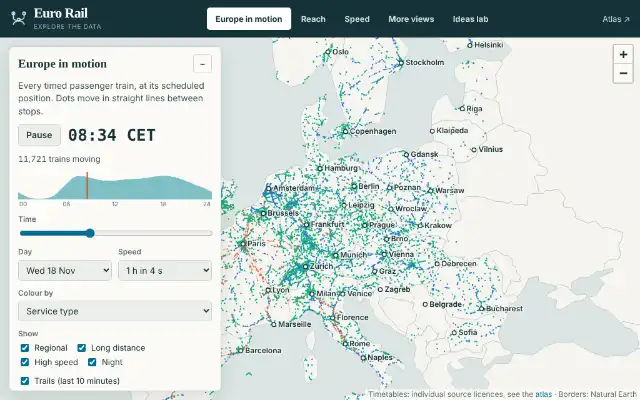 Euro Rail
EXPLORE THE DATA
Europe in motion
Reach
Speed
More views
Ideas lab
Atlas ↗
Europe in motion
−
Every timed passenger train, at its scheduled
position. Dots move in straight lines between
stops.
Pause
08:34 CET
11,721 trains moving
00 06 12 18 24
Time
Day
Speed
Wed 18 Nov
1 h in 4 s
Colour by
Service type
Show
Regional
Long distance
High speed
Night
Trails (last 10 minutes)
+
−
Oslo
Helsinki
Stockholm
Riga
Copenhagen
Klaipėda
Vilnius
Gdansk
Hamburg
Amsterdam
Berlin
Poznan
Warsaw
Brussels
Leipzig
Wroclaw
Frankfurt
Prague
Krakow
Paris
Brno
Munich
Vienna
Zurich
Graz
Debrecen
Lyon
Milan
Venice
Zagreb
Belgrade
Bucharest
Marseille
Florence
Sofia
Barcelona
Rome
Naples
Timetables: individual source licences, see the atlas · Borders: Natural Earth